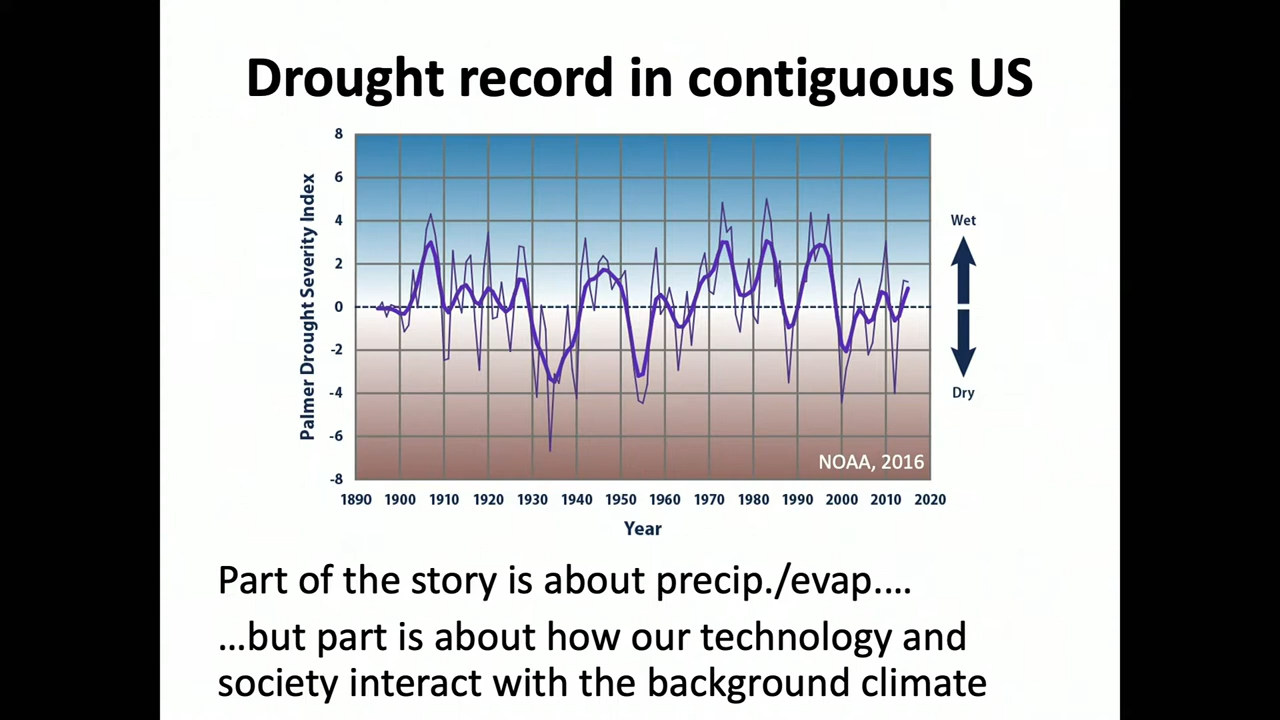 Drought record in contiguous US
Palmer Drought Severity Index
8
6
4
2
0
-2
-4
-6
-8
Wet
Dry
NOAA, 2016
1890 1900 1910 1920 1930 1940 1950 1960 1970 1980 1990 2000 2010 2020
Year
Part of the story is about precip./evap....
...but part is about how our technology and
society interact with the background climate